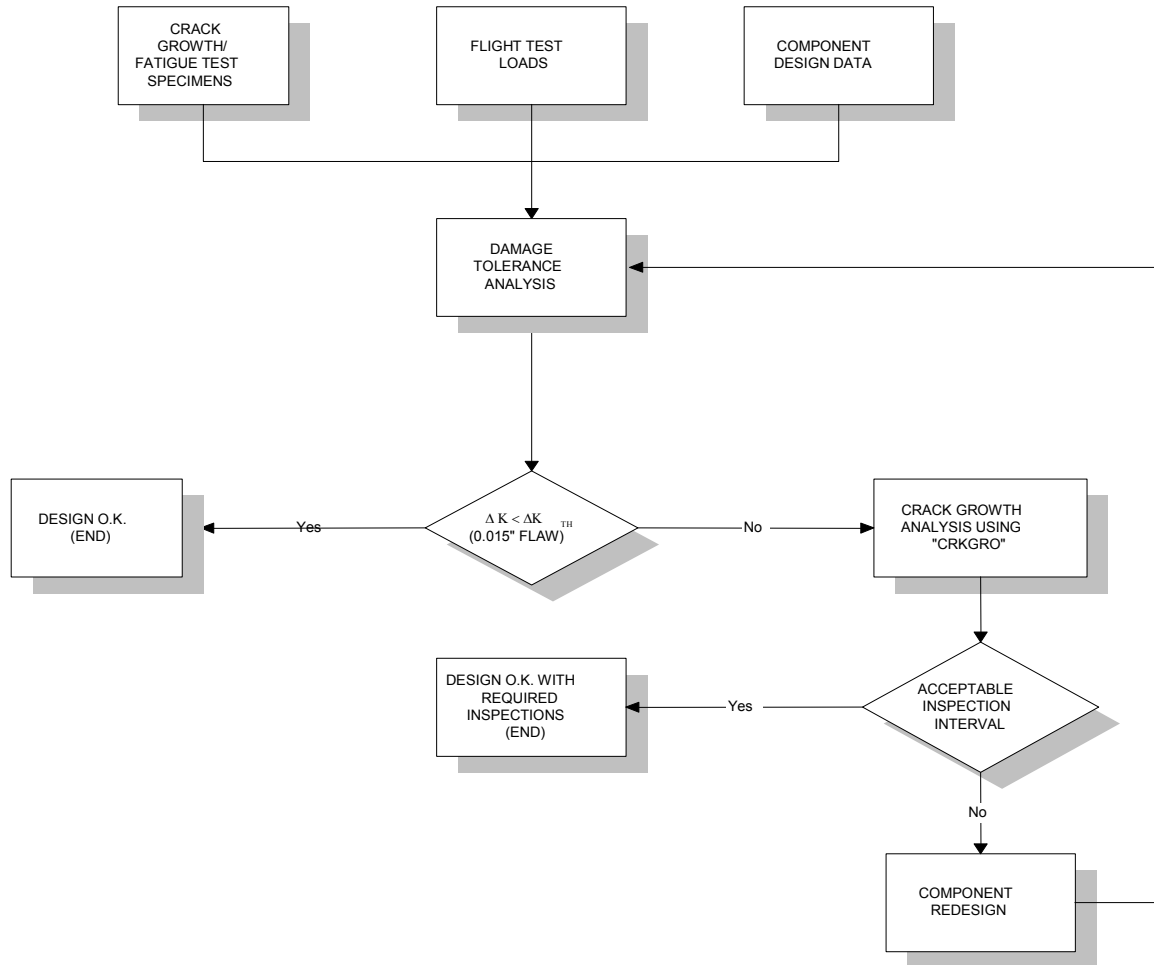 CRACK
GROWTH/
FATIGUE TEST
SPECIMENS
FLIGHT TEST
LOADS
COMPONENT
DESIGN DATA
DAMAGE
TOLERANCE
ANALYSIS
DESIGN O.K.
(END)
Yes
Δ K < ΔK TH
(0.015" FLAW)
No
CRACK GROWTH
ANALYSIS USING
"CRKGRO"
DESIGN O.K. WITH
REQUIRED
INSPECTIONS
(END)
Yes
ACCEPTABLE
INSPECTION
INTERVAL
No
COMPONENT
REDESIGN